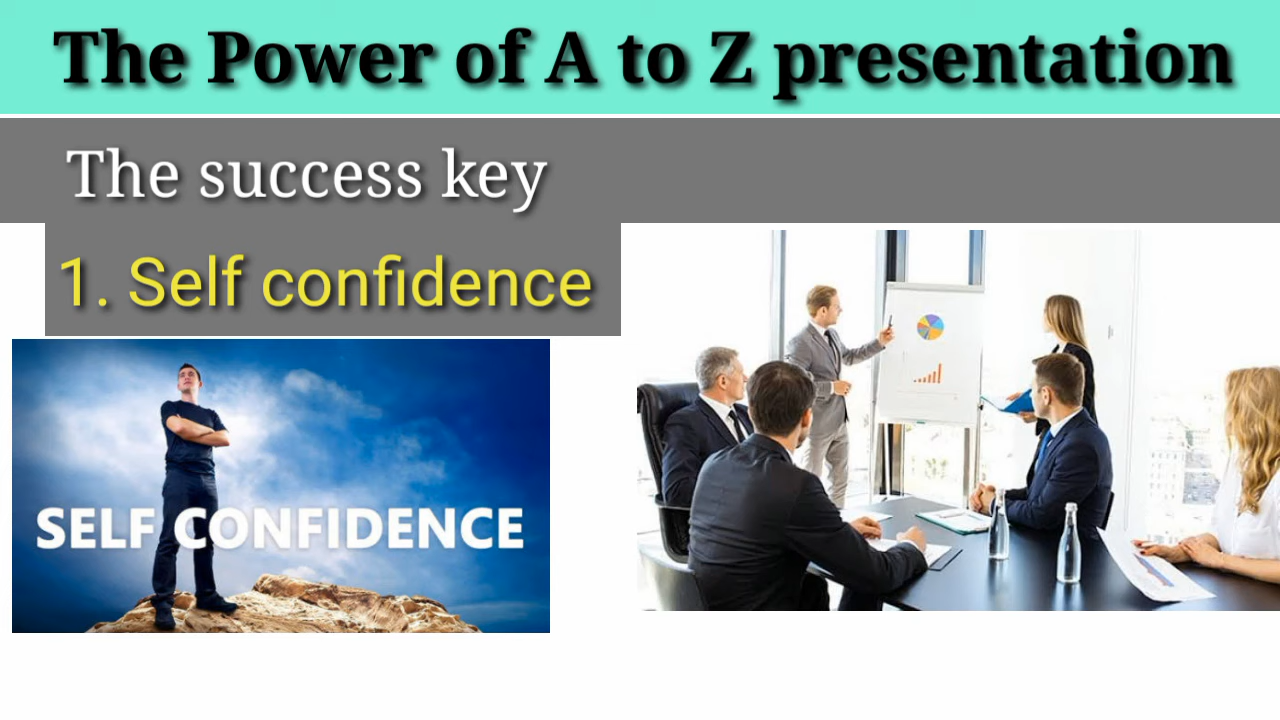 The Power of A to Z presentation
The success key
1. Self confidence
SELF CONFIDENCE